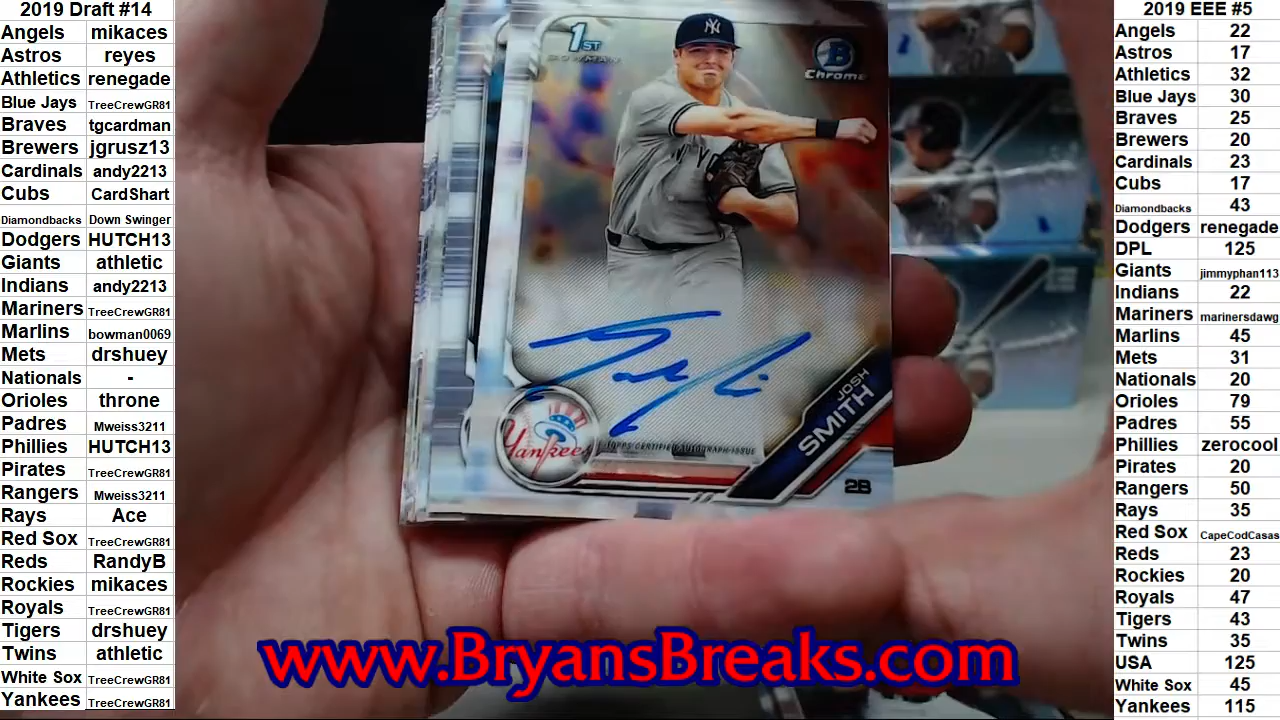 2019 Draft #14
Angels mikaces
Astros reyes
Athletics renegade
Blue Jays TreeCrewGR81
Braves tgcardman
Brewers jgrusz13
Cardinals andy2213
Cubs CardShart
Diamondbacks Down Swinger
Dodgers HUTCH13
Giants athletic
Indians andy2213
Mariners TreeCrewGR81
Marlins bowman0069
Mets drshuey
Nationals -
Orioles throne
Padres Mweiss3211
Phillies HUTCH13
Pirates TreeCrewGR81
Rangers Mweiss3211
Rays Ace
Red Sox TreeCrewGR81
Reds RandyB
Rockies mikaces
Royals TreeCrewGR81
Tigers drshuey
Twins athletic
White Sox TreeCrewGR81
Yankees TreeCrewGR81
1ST
BOWMAN
B
Chrome
NEW YORK
Yankees
TOPPS CERTIFIED AUTOGRAPH ISSUE
JOSH
SMITH
2B
www.BryansBreaks.com
2019 EEE #5
Angels 22
Astros 17
Athletics 32
Blue Jays 30
Braves 25
Brewers 20
Cardinals 23
Cubs 17
Diamondbacks 43
Dodgers renegade
DPL 125
Giants jimmyphan113
Indians 22
Mariners marinersdawg
Marlins 45
Mets 31
Nationals 20
Orioles 79
Padres 55
Phillies zerocool
Pirates 20
Rangers 50
Rays 35
Red Sox CapeCodCasas
Reds 23
Rockies 20
Royals 47
Tigers 43
Twins 35
USA 125
White Sox 45
Yankees 115